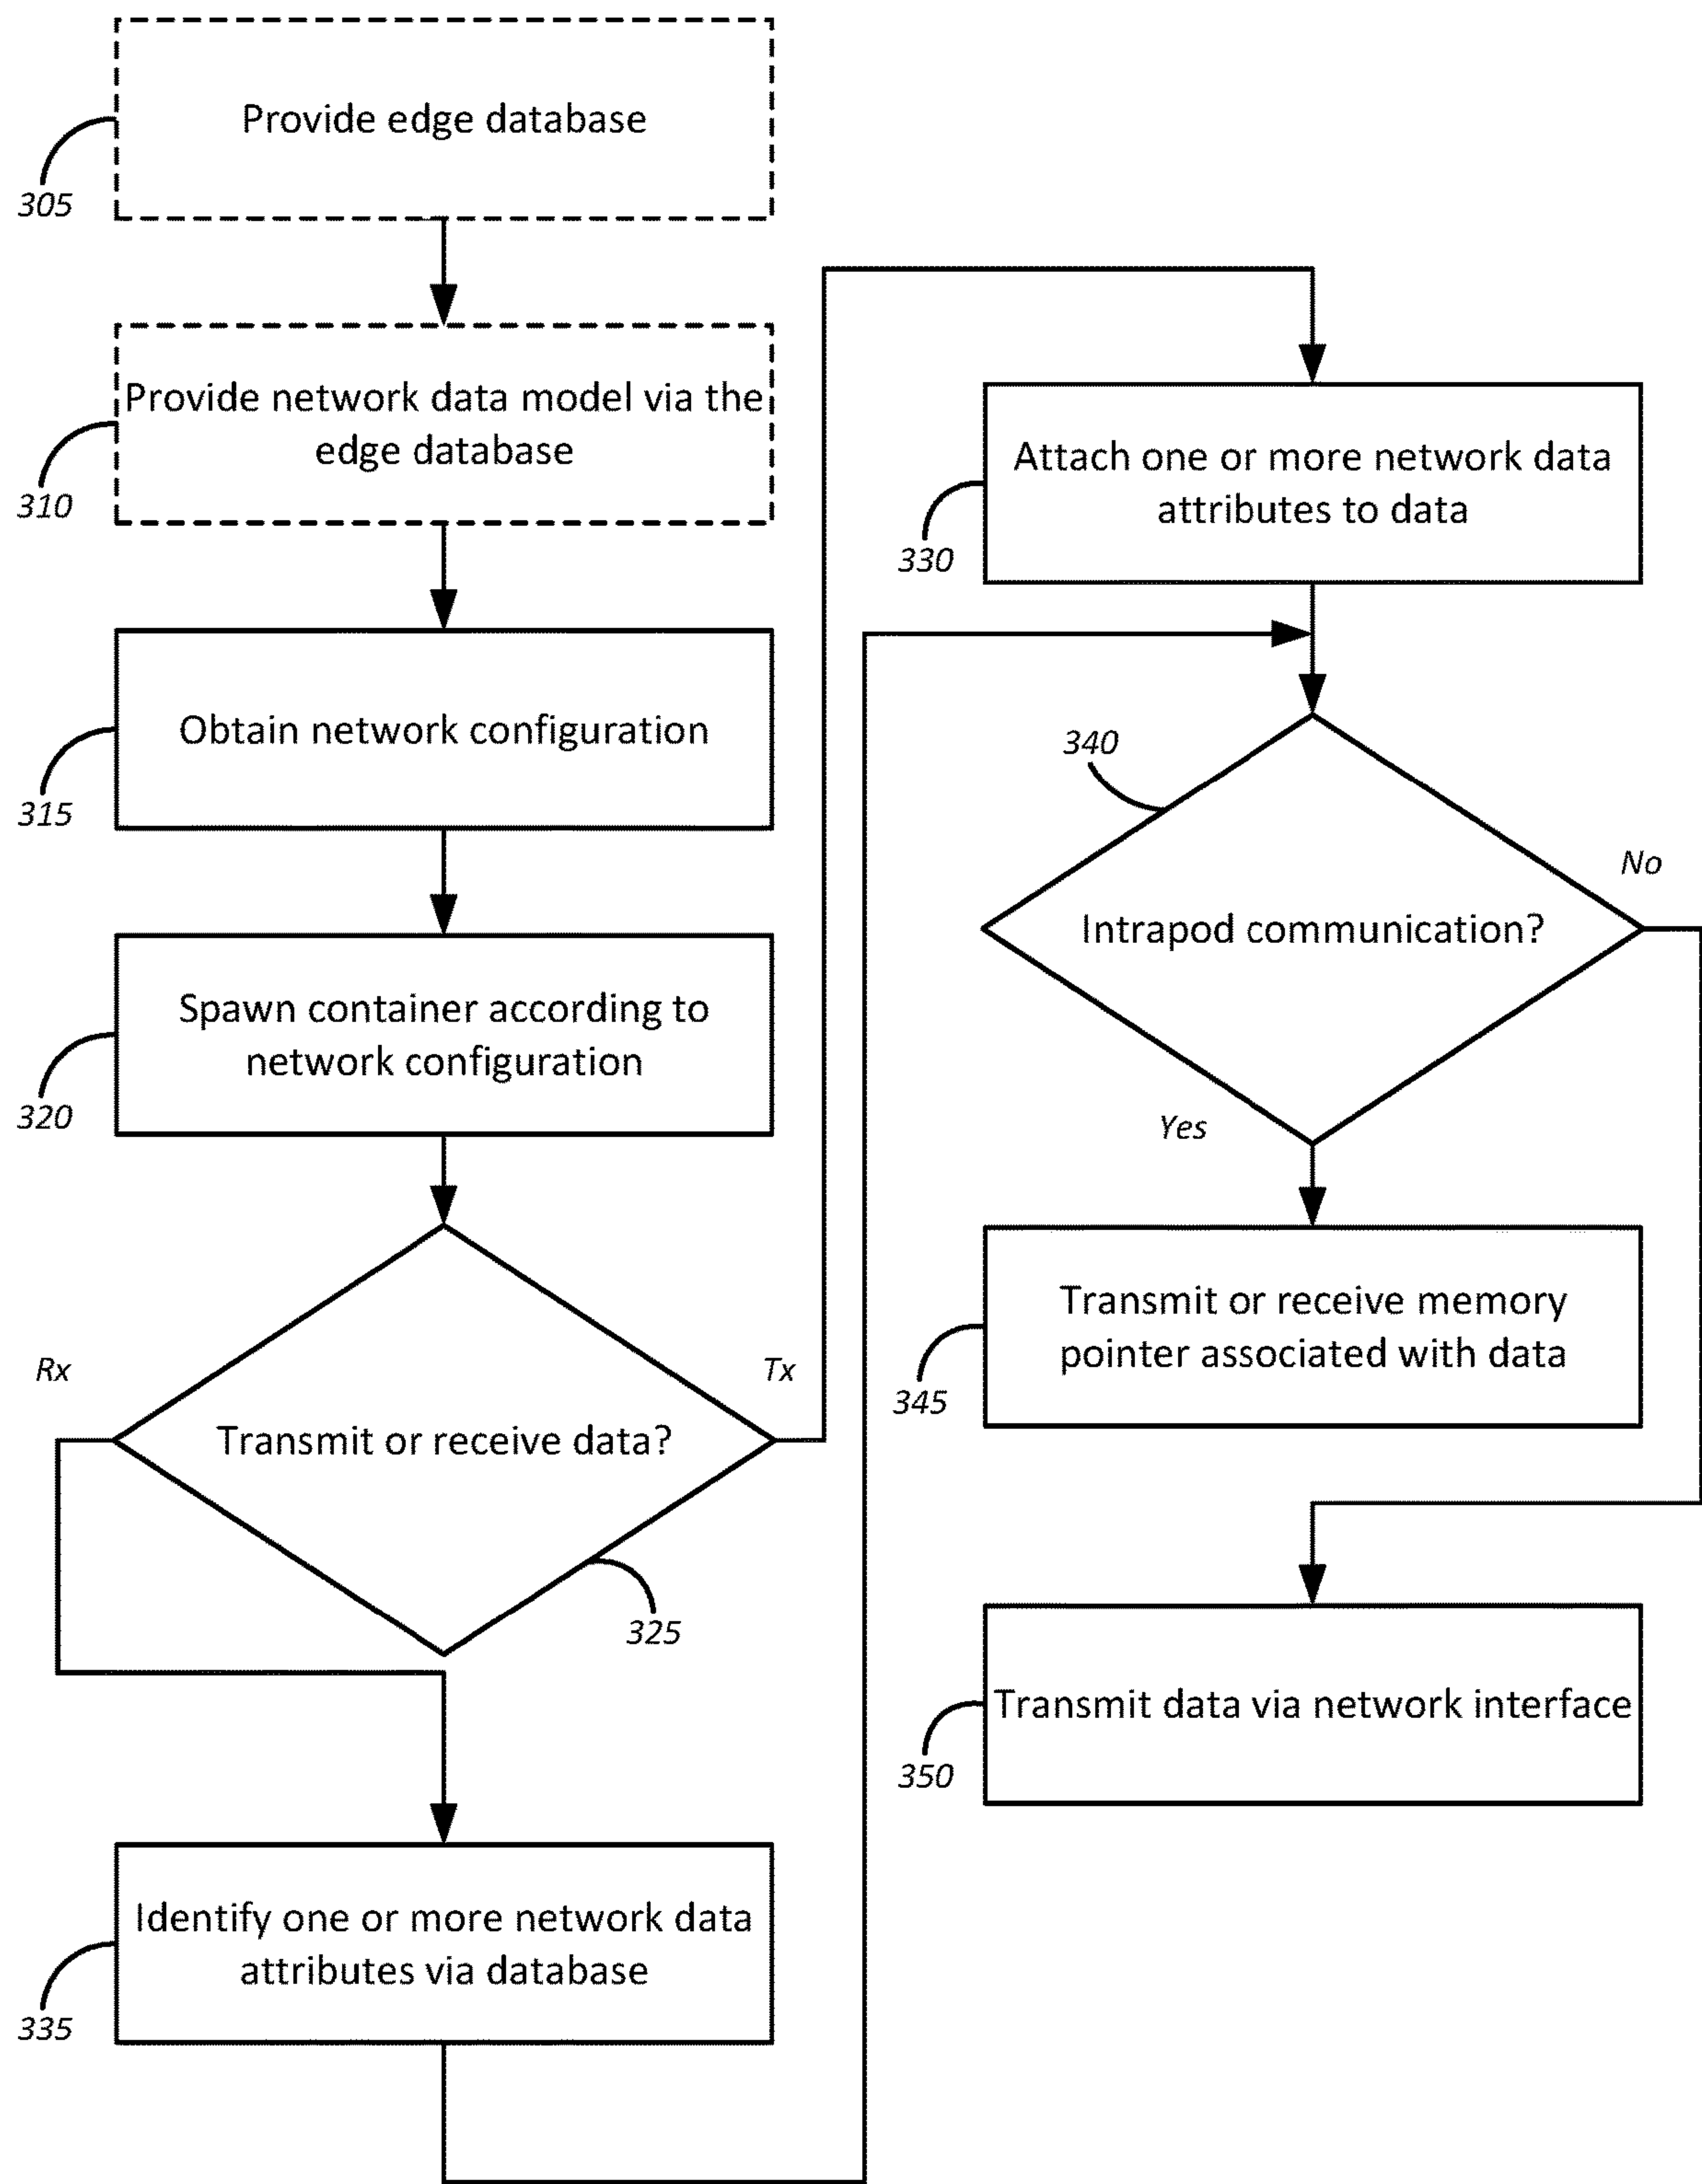 Provide edge database
305
Provide network data model via the
edge database
310
Obtain network configuration
315
Spawn container according to
network configuration
320
Rx
Tx
Transmit or receive data?
325
Identify one or more network data
attributes via database
335
Attach one or more network data
attributes to data
330
340
No
Intrapod communication?
Yes
Transmit or receive memory
pointer associated with data
345
Transmit data via network interface
350